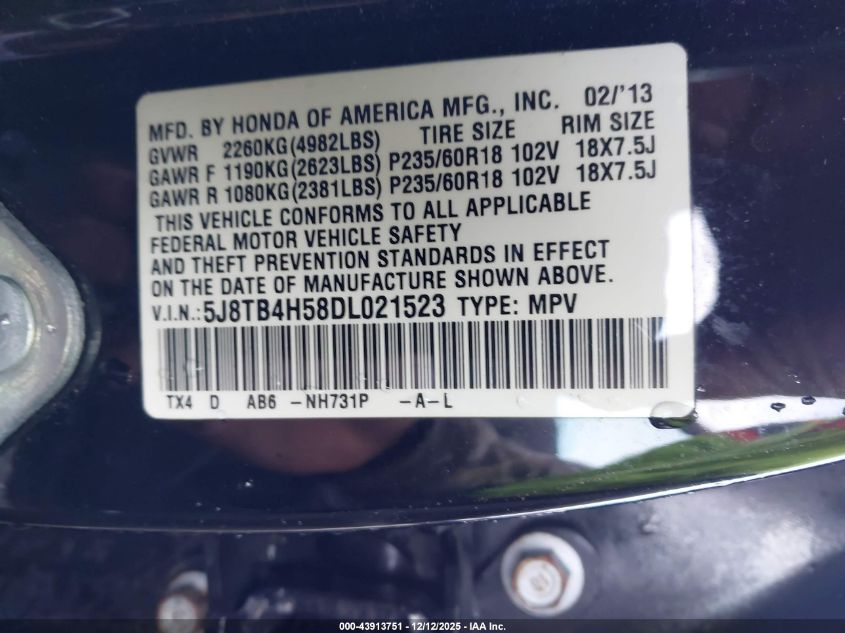 MFD. BY HONDA OF AMERICA MFG., INC. 02/'13
GVWR 2260KG(4982LBS) TIRE SIZE RIM SIZE
GAWR F 1190KG(2623LBS) P235/60R18 102V 18X7.5J
GAWR R 1080KG(2381LBS) P235/60R18 102V 18X7.5J
THIS VEHICLE CONFORMS TO ALL APPLICABLE
FEDERAL MOTOR VEHICLE SAFETY
AND THEFT PREVENTION STANDARDS IN EFFECT
ON THE DATE OF MANUFACTURE SHOWN ABOVE.
V.I.N.:5J8TB4H58DL021523 TYPE: MPV
TX4 D AB6 -NH731P -A-L
000-43913751 - 12/12/2025 - IAA Inc.